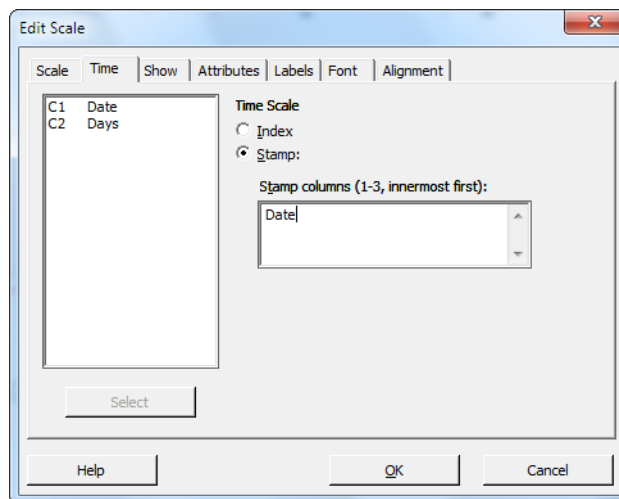 Edit Scale
x
Scale Time Show Attributes Labels Font Alignment
C1 Date
C2 Days
Time Scale
Index
Stamp:
Stamp columns (1-3, innermost first):
Date
Select
Help OK Cancel